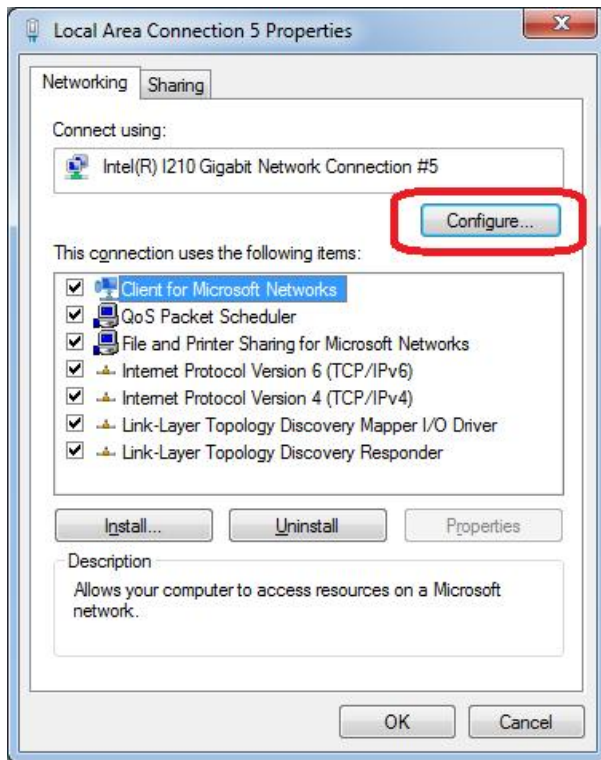 Local Area Connection 5 Properties
Networking
Sharing
Connect using:
Intel(R) I210 Gigabit Network Connection #5
Configure...
This connection uses the following items:
Client for Microsoft Networks
QoS Packet Scheduler
File and Printer Sharing for Microsoft Networks
Internet Protocol Version 6 (TCP/IPv6)
Internet Protocol Version 4 (TCP/IPv4)
Link-Layer Topology Discovery Mapper I/O Driver
Link-Layer Topology Discovery Responder
Install...
Uninstall
Properties
Description
Allows your computer to access resources on a Microsoft
network.
OK
Cancel